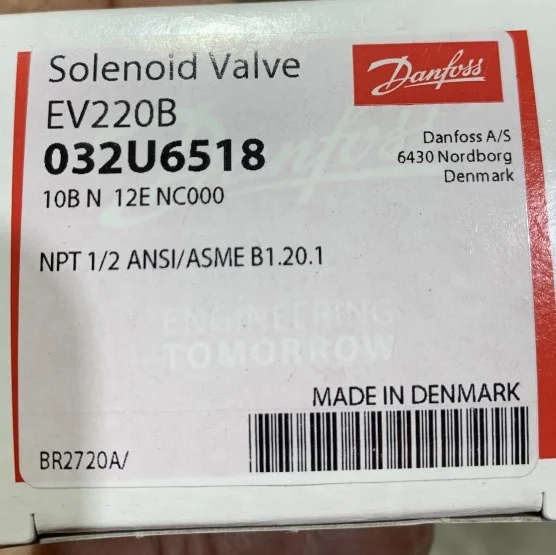 Solenoid Valve
Danfoss
EV220B
032U6518
10B N 12E NC000
Danfoss A/S
6430 Nordborg
Denmark
NPT 1/2 ANSI/ASME B1.20.1
ENGINEERING
TOMORROW
MADE IN DENMARK
BR2720A/